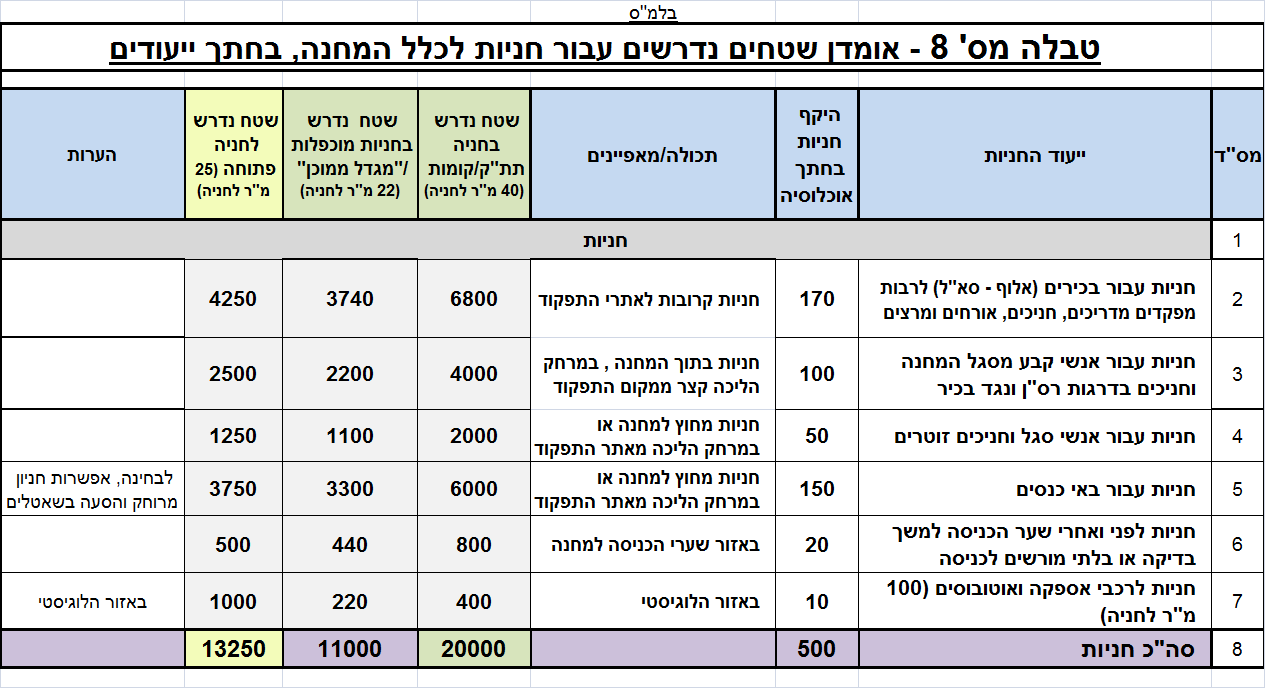 בלמ"ס
טבלה מס' 8 - אומדן שטחים נדרשים עבור חניות לכלל המחנה, בחתך ייעודים
מס"ד
ייעוד החניות
היקף
חניות
בחתך
אוכלוסיה
תכולה/מאפיינים
שטח נדרש
בחניה
תת"ק/קומות
(40 מ"ר לחניה)
שטח נדרש
בחניות מוכפלות
/"מגדל ממוכן"
(22 מ"ר לחניה)
שטח נדרש
לחניה
פתוחה (25
מ"ר לחניה)
הערות
1
חניות
2
חניות עבור בכירים (אלוף - סא"ל) לרבות
מפקדים מדריכים, חניכים, אורחים ומרצים
170
חניות קרובות לאתרי התפקוד
6800
3740
4250
3
חניות עבור אנשי קבע מסגל המחנה
וחניכים בדרגות רס"ן ונגד בכיר
100
חניות בתוך המחנה , במרחק
הליכה קצר ממקום התפקוד
4000
2200
2500
4
חניות עבור אנשי סגל וחניכים זוטרים
50
חניות מחוץ למחנה או
במרחק הליכה מאתר התפקוד
2000
1100
1250
5
חניות עבור באי כנסים
150
חניות מחוץ למחנה או
במרחק הליכה מאתר התפקוד
6000
3300
3750
לבחינה, אפשרות חניון
מרוחק והסעה בשאטלים
6
חניות לפני ואחרי שער הכניסה למשך
בדיקה או בלתי מורשים לכניסה
20
באזור שערי הכניסה למחנה
800
440
500
7
חניות לרכבי אספקה ואוטובוסים (100
מ"ר לחניה)
10
באזור הלוגיסטי
400
220
1000
באזור הלוגיסטי
8
סה"כ חניות
500
20000
11000
13250